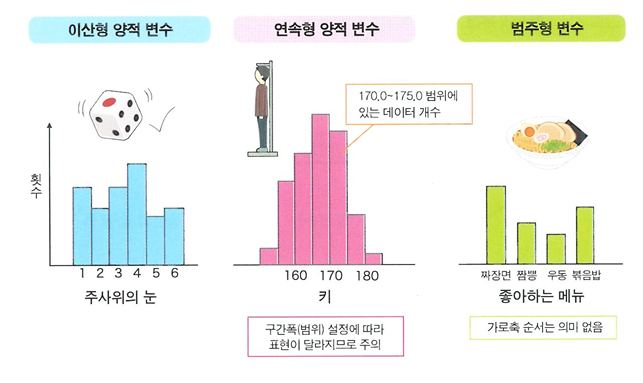 이산형 양적 변수
연속형 양적 변수
범주형 변수
170.0~175.0 범위에
있는 데이터 개수
횟수
1 2 3 4 5 6
주사위의 눈
160 170 180
키
구간폭(범위) 설정에 따라
표현이 달라지므로 주의
짜장면 짬뽕 우동 볶음밥
좋아하는 메뉴
가로축 순서는 의미 없음